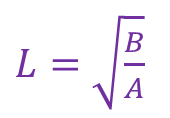 L = √(B/A)